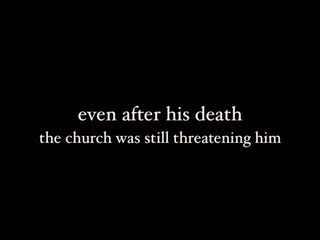 even after his death
the church was still threatening him